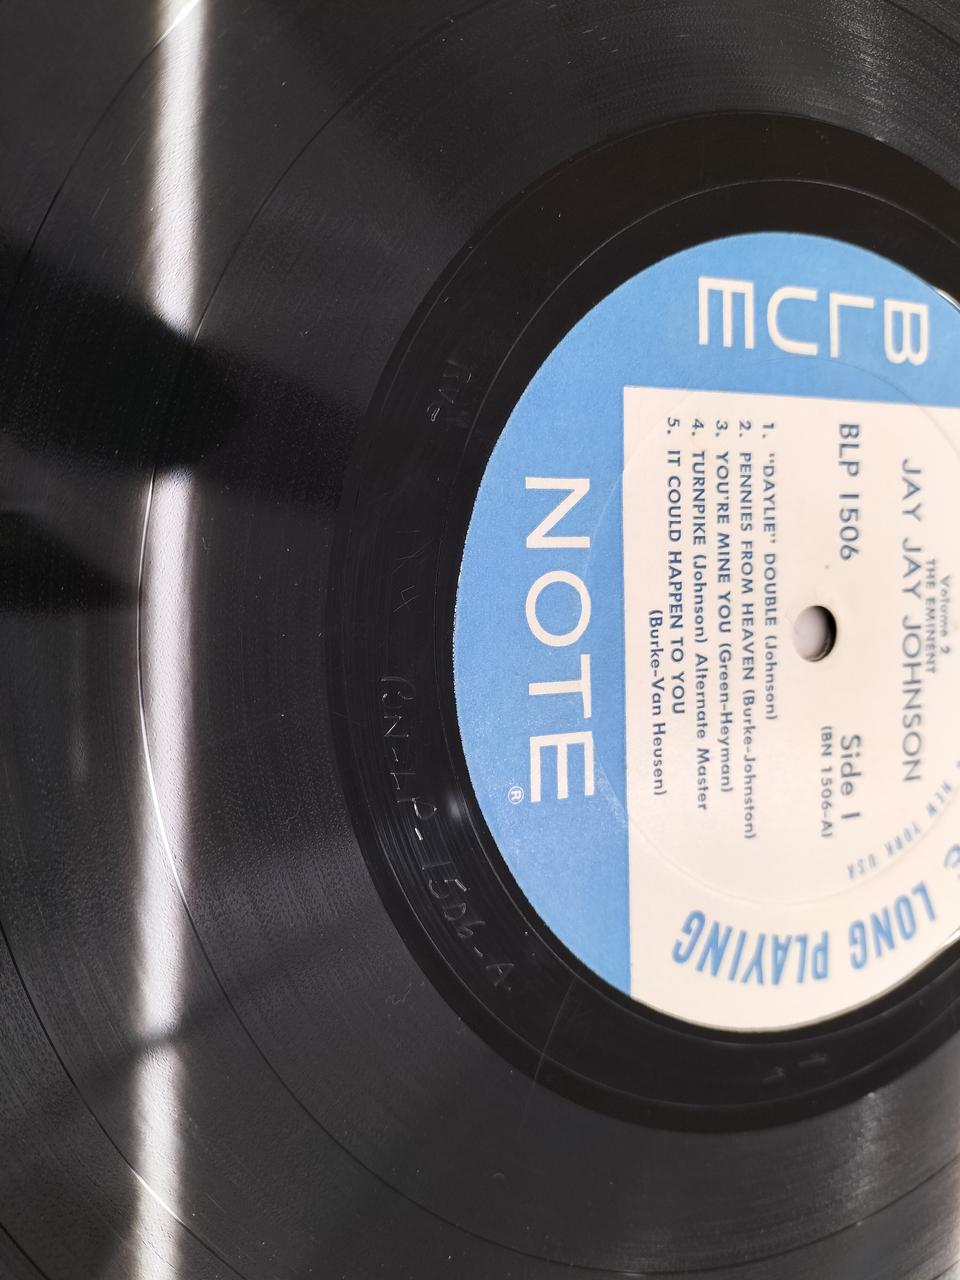 BLUE
NOTE®
Volume 2
THE EMINENT
JAY JAY JOHNSON
BLP 1506
Side 1
(BN 1506-A)
1. "DAYLIE" DOUBLE (Johnson)
2. PENNIES FROM HEAVEN (Burke-Johnston)
3. YOU'RE MINE YOU (Green-Heyman)
4. TURNPIKE (Johnson) Alternate Master
5. IT COULD HAPPEN TO YOU
(Burke-Van Heusen)
LONG PLAYING
NEW YORK USA
BN-LP-1506-A